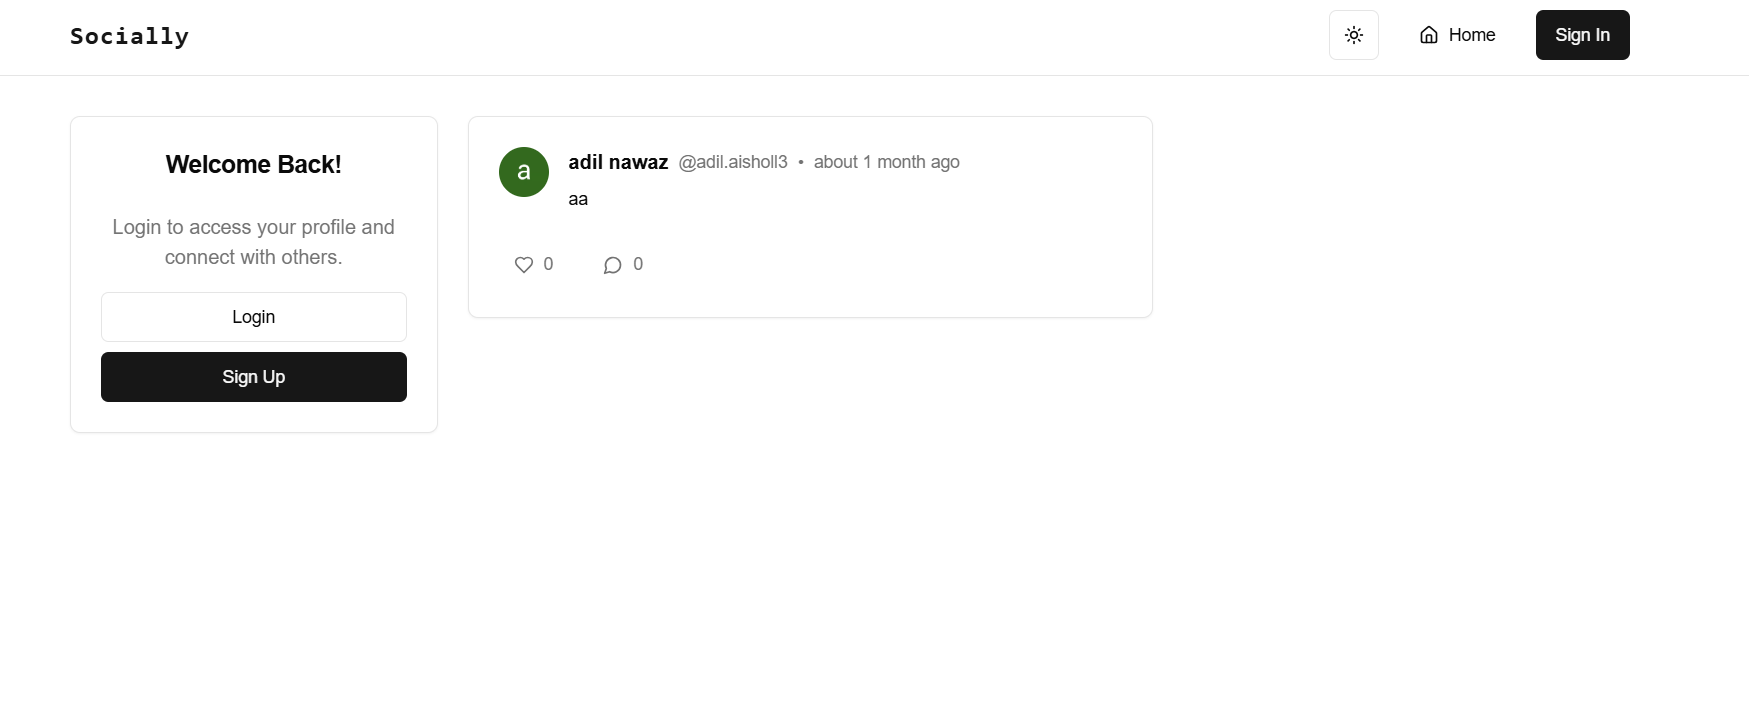 Socially
Home
Sign In
Welcome Back!
Login to access your profile and
connect with others.
Login
Sign Up
a
adil nawaz @adil.aisholl3 • about 1 month ago
aa
0 0